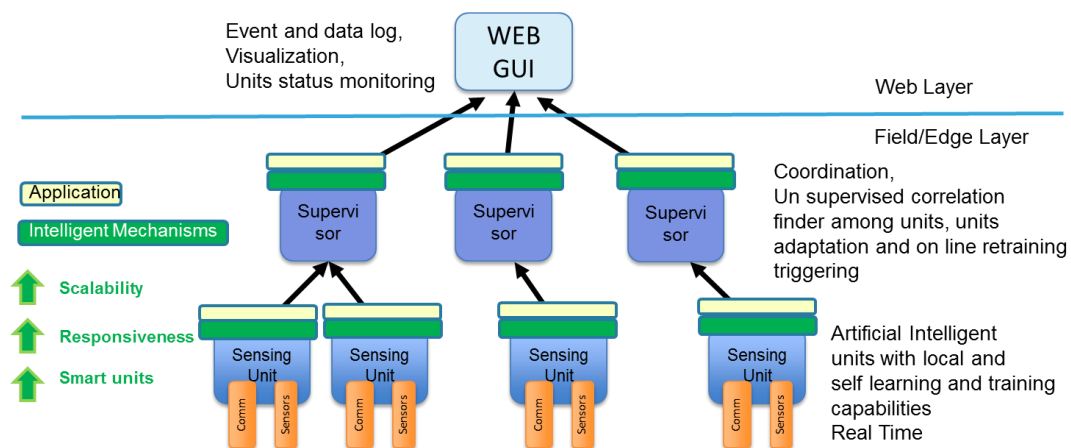 Event and data log,
Visualization,
Units status monitoring
WEB
GUI
Web Layer
Field/Edge Layer
Application
Intelligent Mechanisms
Scalability
Responsiveness
Smart units
Supervi
sor
Supervi
sor
Supervi
sor
Coordination,
Un supervised correlation
finder among units, units
adaptation and on line retraining
triggering
Sensing
Unit
Comm
Sensors
Sensing
Unit
Comm
Sensors
Sensing
Unit
Comm
Sensors
Sensing
Unit
Comm
Sensors
Artificial Intelligent
units with local and
self learning and training
capabilities
Real Time